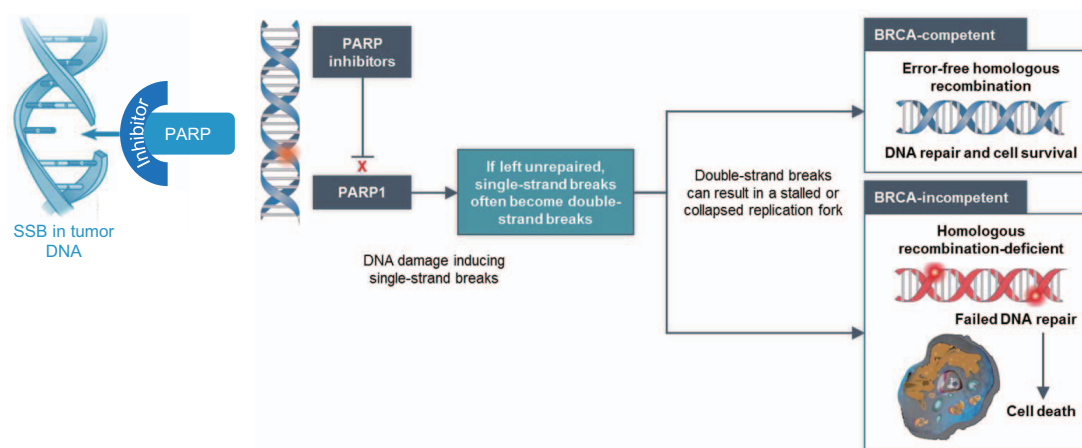 Inhibitor
PARP
SSB in tumor
DNA
PARP
inhibitors
X
PARP1
If left unrepaired,
single-strand breaks
often become double-
strand breaks
DNA damage inducing
single-strand breaks
Double-strand breaks
can result in a stalled or
collapsed replication fork
BRCA-competent
Error-free homologous
recombination
DNA repair and cell survival
BRCA-incompetent
Homologous
recombination-deficient
Failed DNA repair
Cell death